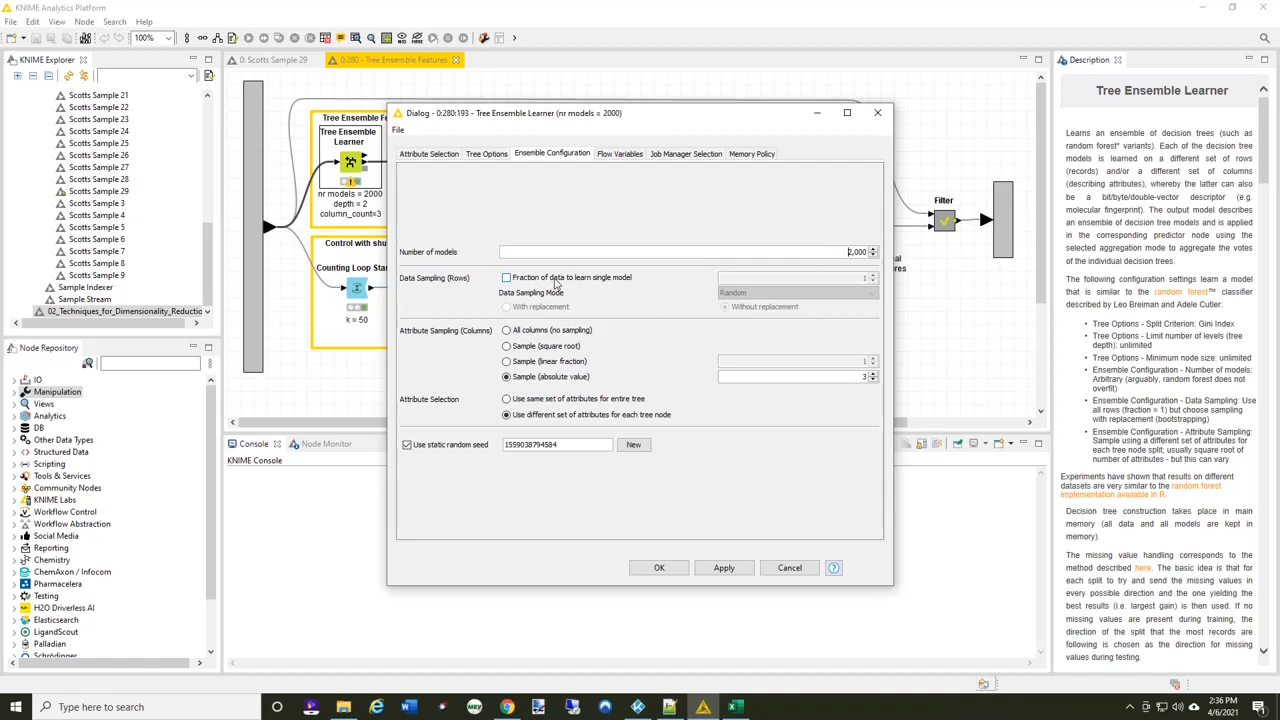 KNIME Analytics Platform
File Edit View Node Search Help
100%
KNIME Explorer
0: Scotts Sample 29
0:280 - Tree Ensemble Features
Description
Scotts Sample 21
Scotts Sample 22
Scotts Sample 23
Scotts Sample 24
Scotts Sample 25
Scotts Sample 26
Scotts Sample 27
Scotts Sample 28
Scotts Sample 29
Scotts Sample 3
Scotts Sample 4
Scotts Sample 5
Scotts Sample 6
Scotts Sample 7
Scotts Sample 8
Scotts Sample 9
Sample Indexer
Sample Stream
02_Techniques_for_Dimensionality_Reductio
Node Repository
IO
Manipulation
Views
Analytics
DB
Other Data Types
Structured Data
Scripting
Tools & Services
Community Nodes
KNIME Labs
Workflow Control
Workflow Abstraction
Social Media
Reporting
Chemistry
ChemAxon / Infocom
Pharmacelera
Testing
H2O Driverless AI
Elasticsearch
LigandScout
Palladian
Schrödinger
Tree Ensemble Fe
Tree Ensemble
Learner
nr models = 2000
depth = 2
column_count=3
Control with shu
Counting Loop Sta
k = 50
Filter
Dialog - 0:280:193 - Tree Ensemble Learner (nr models = 2000)
File
Attribute Selection Tree Options Ensemble Configuration Flow Variables Job Manager Selection Memory Policy
Number of models 2,000
Data Sampling (Rows) Fraction of data to learn single model 1
Data Sampling Mode Random
With replacement Without replacement
Attribute Sampling (Columns) All columns (no sampling)
Sample (square root)
Sample (linear fraction) 1
Sample (absolute value) 3
Attribute Selection Use same set of attributes for entire tree
Use different set of attributes for each tree node
Use static random seed 1559038794584 New
OK Apply Cancel ?
Console Node Monitor
KNIME Console
Tree Ensemble Learner
Learns an ensemble of decision trees (such as
random forest* variants). Each of the decision tree
models is learned on a different set of rows
(records) and/or a different set of columns
(describing attributes), whereby the latter can also
be a bit/byte/double-vector descriptor (e.g.
molecular fingerprint). The output model describes
an ensemble of decision tree models and is applied
in the corresponding predictor node using the
selected aggregation mode to aggregate the votes
of the individual decision trees.
The following configuration settings learn a model
that is similar to the random forest™ classifier
described by Leo Breiman and Adele Cutler:
Tree Options - Split Criterion: Gini Index
Tree Options - Limit number of levels (tree
depth): unlimited
Tree Options - Minimum node size: unlimited
Ensemble Configuration - Number of models:
Arbitrary (arguably, random forest does not
overfit)
Ensemble Configuration - Data Sampling: Use
all rows (fraction = 1) but choose sampling
with replacement (bootstrapping)
Ensemble Configuration - Attribute Sampling:
Sample using a different set of attributes for
each tree node split; usually square root of
number of attributes - but this can vary
Experiments have shown that results on different
datasets are very similar to the random forest
implementation available in R.
Decision tree construction takes place in main
memory (all data and all models are kept in
memory).
The missing value handling corresponds to the
method described here. The basic idea is that for
each split to try and send the missing values in
every possible direction and the one yielding the
best results (i.e. largest gain) is then used. If no
missing values are present during training, the
direction of the split that the most records are
following is chosen as the direction for missing
values during testing.
Type here to search
2:36 PM
4/6/2021